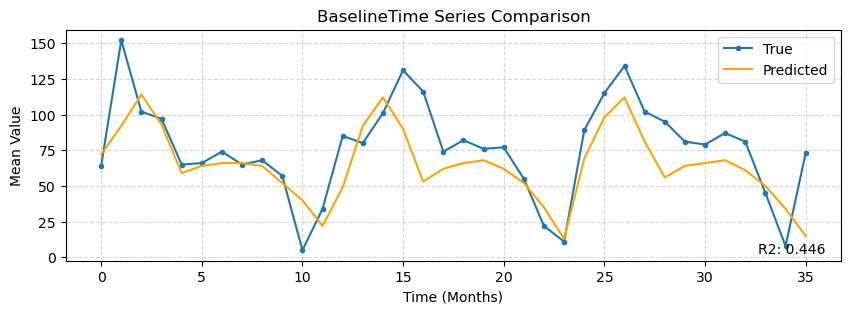 BaselineTime Series Comparison
Mean Value
150
125
100
75
50
25
0
True
Predicted
R2: 0.446
0
5
10
15
20
25
30
35
Time (Months)